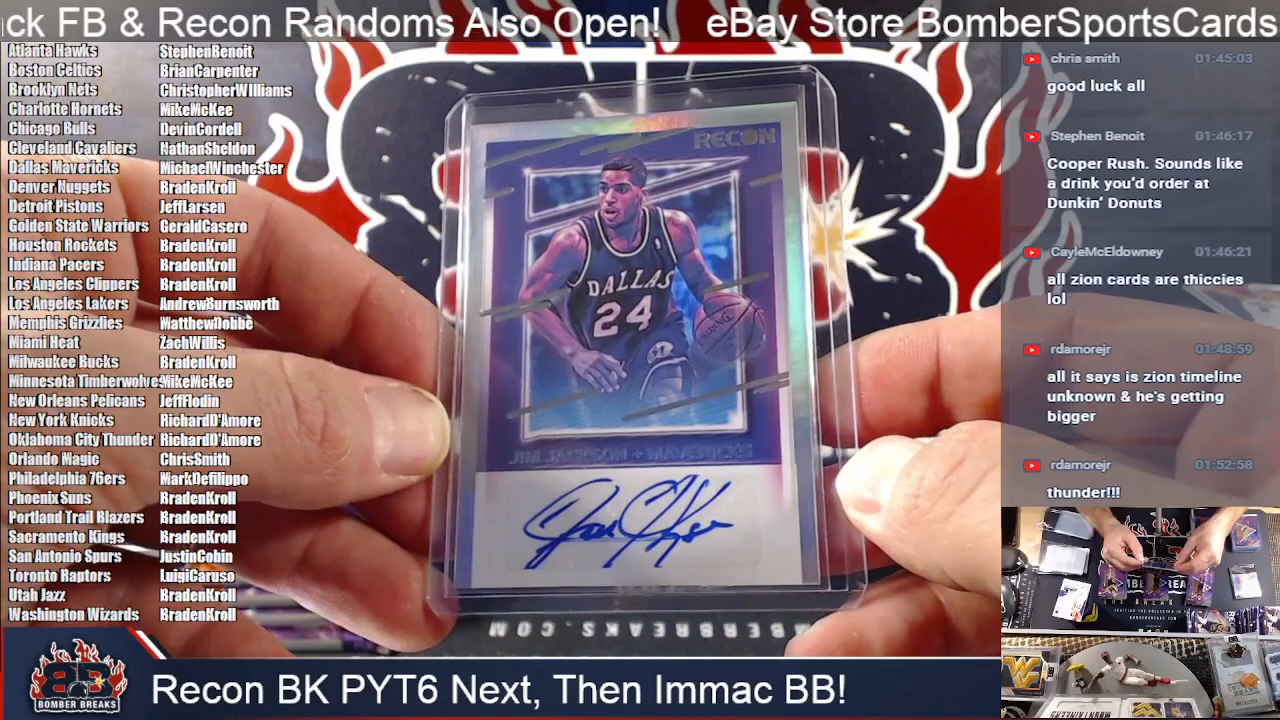 ck FB & Recon Randoms Also Open! eBay Store BomberSportsCards
Atlanta Hawks StephenBenoit
Boston Celtics BrianCarpenter
Brooklyn Nets ChristopherWIlliams
Charlotte Hornets MikeMcKee
Chicago Bulls DevinCordell
Cleveland Cavaliers NathanSheldon
Dallas Mavericks MichaelWinchester
Denver Nuggets BradenKroll
Detroit Pistons JeffLarsen
Golden State Warriors GeraldCasero
Houston Rockets BradenKroll
Indiana Pacers BradenKroll
Los Angeles Clippers BradenKroll
Los Angeles Lakers AndrewBurnsworth
Memphis Grizzlies MatthewDobbe
Miami Heat ZachWillis
Milwaukee Bucks BradenKroll
Minnesota Timberwolves MikeMcKee
New Orleans Pelicans JeffFlodin
New York Knicks RichardD'Amore
Oklahoma City Thunder RichardD'Amore
Orlando Magic ChrisSmith
Philadelphia 76ers MarkDefilippo
Phoenix Suns BradenKroll
Portland Trail Blazers BradenKroll
Sacramento Kings BradenKroll
San Antonio Spurs JustinCobin
Toronto Raptors LuigiCaruso
Utah Jazz BradenKroll
Washington Wizards BradenKroll
RECON
DALLAS
24
SPALDING
JIM JACKSON + MAVERICKS
chris smith 01:45:03
good luck all
Stephen Benoit 01:46:17
Cooper Rush. Sounds like
a drink you'd order at
Dunkin' Donuts
CayleMcEldowney 01:46:21
all zion cards are thiccies
lol
rdamorejr 01:48:59
all it says is zion timeline
unknown & he's getting
bigger
rdamorejr 01:52:58
thunder!!!
BOMBER BREAKS
Recon BK PYT6 Next, Then Immac BB!